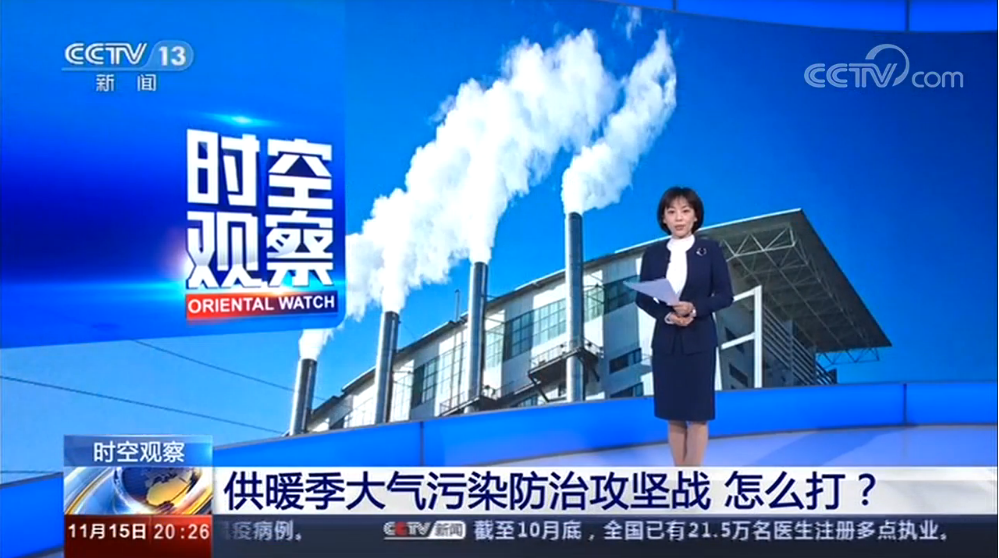 CCTV 13
新闻
CCTV.com
时空
观察
ORIENTAL WATCH
时空观察
供暖季大气污染防治攻坚战 怎么打？
11月15日 20:26
疫病例。 CCTV新闻 截至10月底，全国已有21.5万名医生注册多点执业。